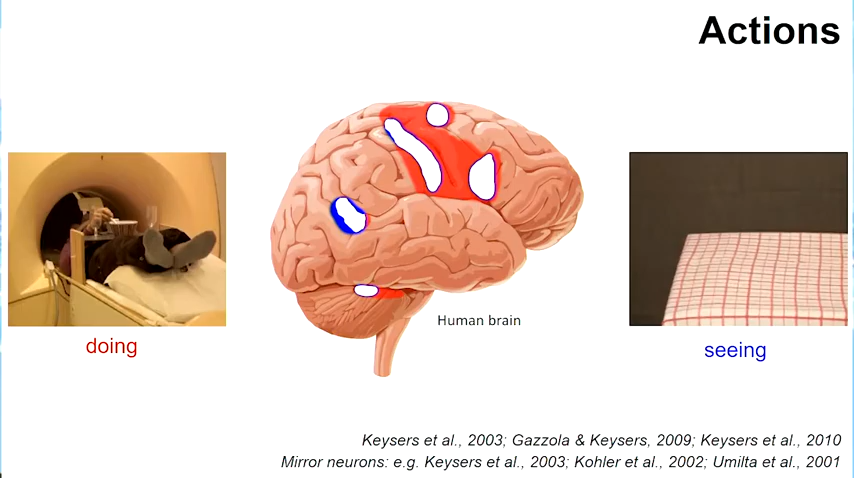 Actions
Human brain
doing
seeing
Keysers et al., 2003; Gazzola & Keysers, 2009; Keysers et al., 2010
Mirror neurons: e.g. Keysers et al., 2003; Kohler et al., 2002; Umilta et al., 2001